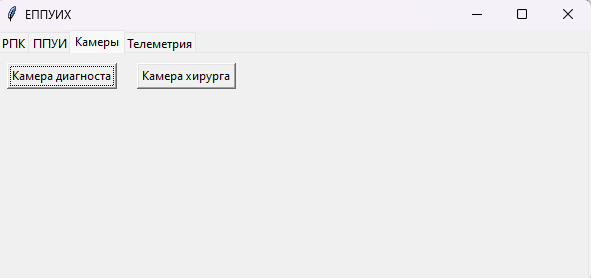 ЕППУИХ
РПК ППУИ Камеры Телеметрия
Камера диагноста Камера хирурга